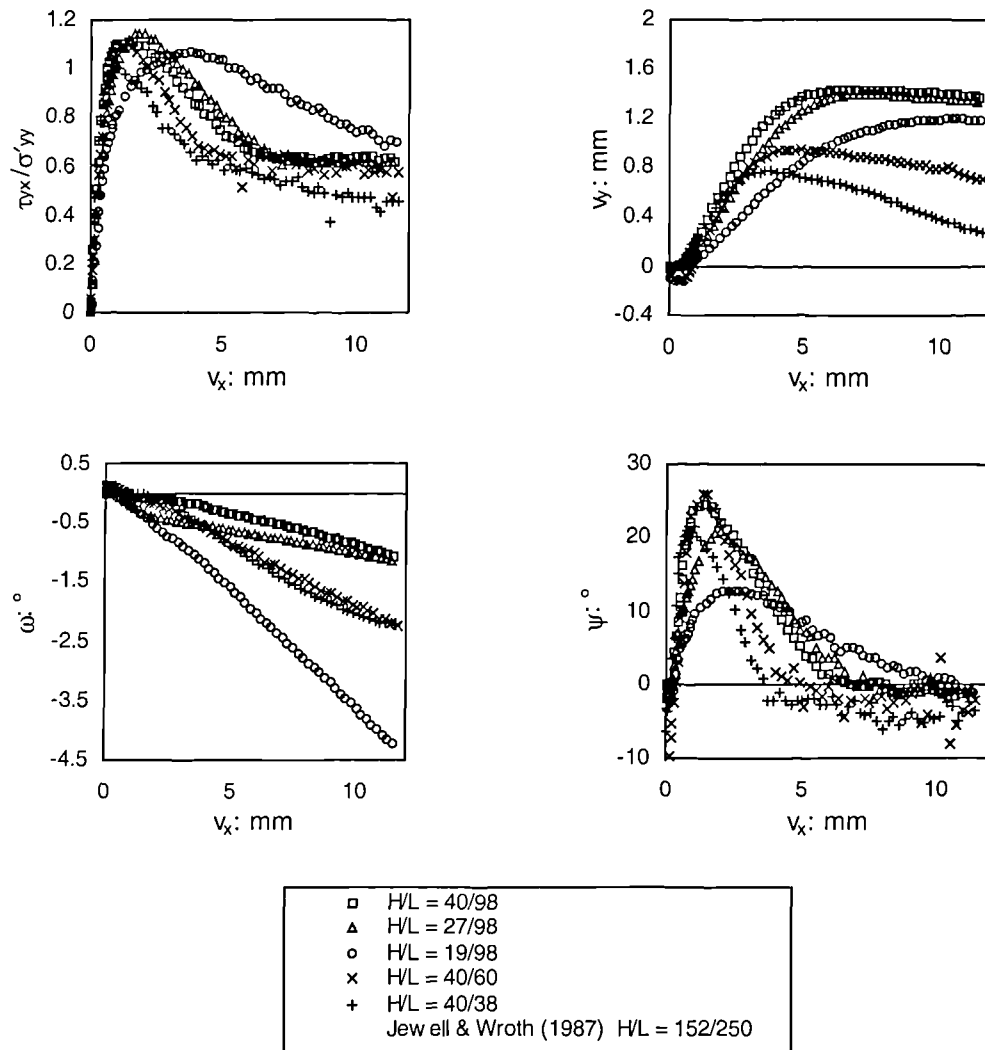 1.2
1
0.8
0.6
0.4
0.2
0
τyx/σ'yy
0 5 10
vx: mm
2
1.6
1.2
0.8
0.4
0
-0.4
vy: mm
0 5 10
vx: mm
0.5
-0.5
-1.5
-2.5
-3.5
-4.5
ω: °
0 5 10
vx: mm
30
20
10
0
-10
ψ: °
0 5 10
vx: mm
H/L = 40/98
H/L = 27/98
H/L = 19/98
H/L = 40/60
H/L = 40/38
Jewell & Wroth (1987) H/L = 152/250